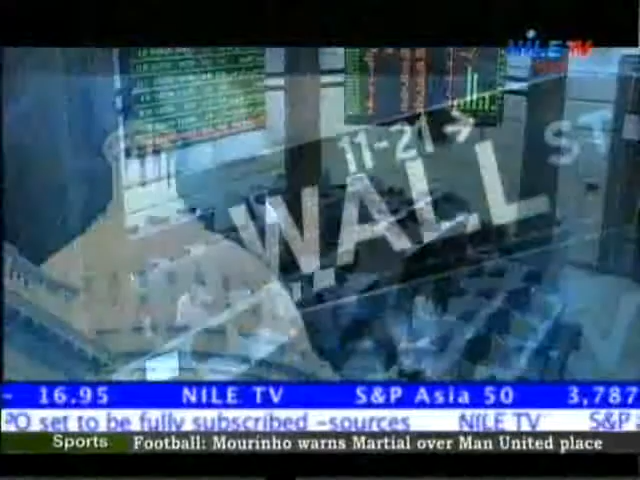 NILE TV
11-21
WALL ST
- 16.95 NILE TV S&P Asia 50 3,787
PO set to be fully subscribed -sources NILE TV S&P
Sports Football: Mourinho warns Martial over Man United place